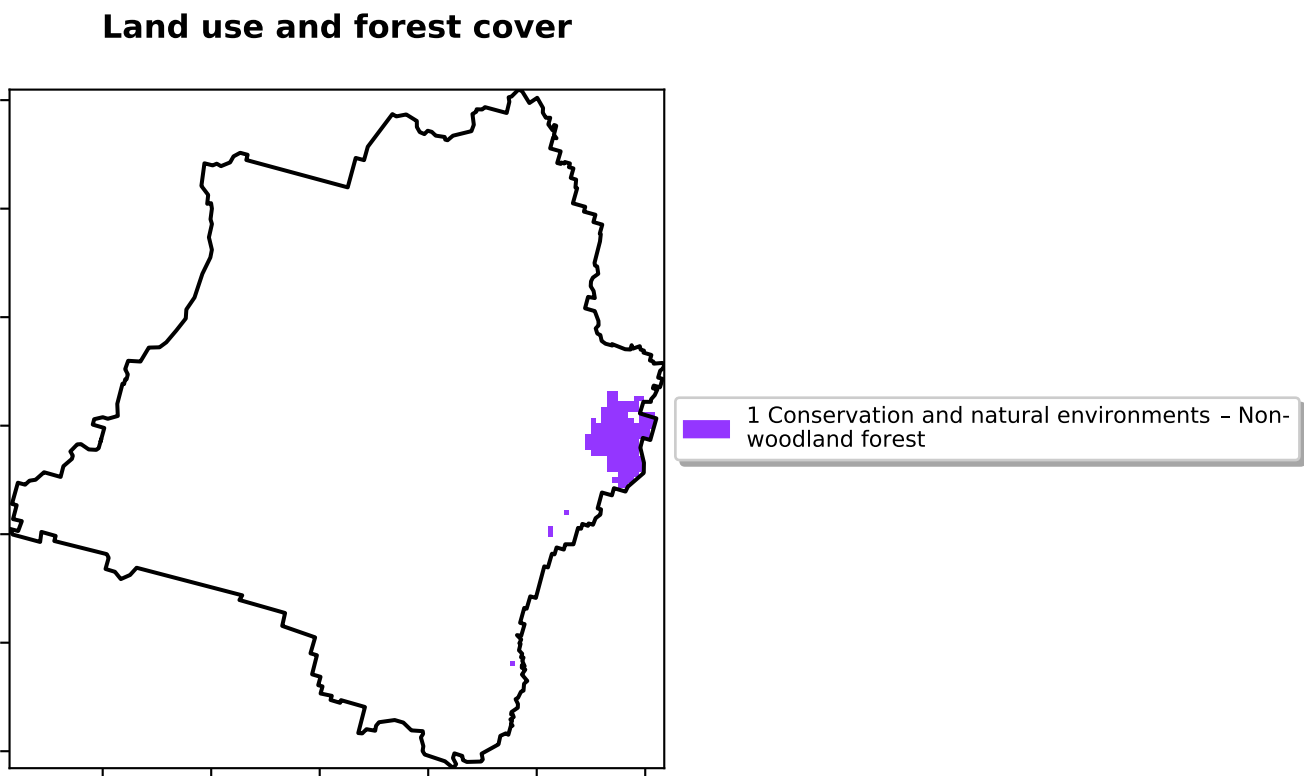 Land use and forest cover
1 Conservation and natural environments – Non-
woodland forest